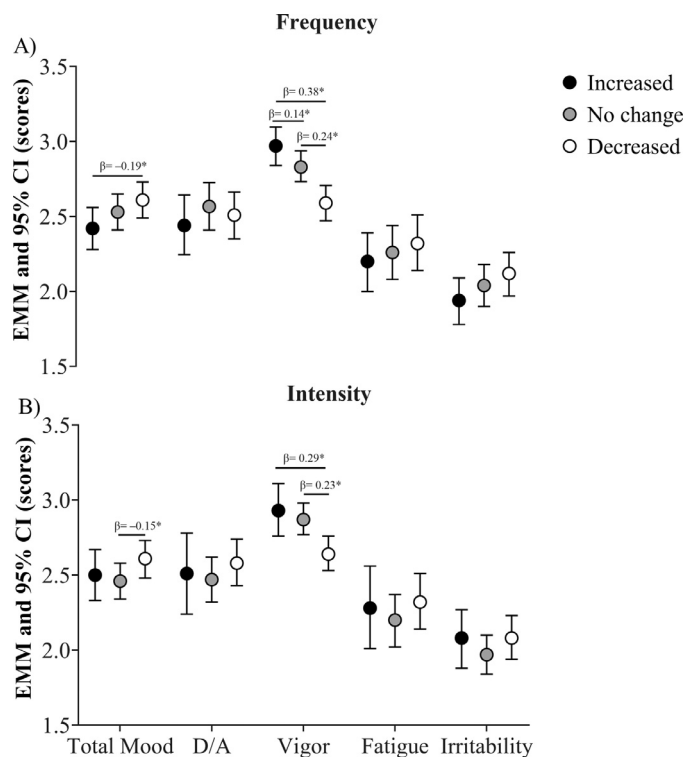 Frequency
A)
EMM and 95% CI (scores)
3.5
3.0
2.5
2.0
1.5
β= −0.19*
β= 0.38*
β= 0.14*
β= 0.24*
Increased
No change
Decreased
Intensity
B)
EMM and 95% CI (scores)
3.5
3.0
2.5
2.0
1.5
β= −0.15*
β= 0.29*
β= 0.23*
Total Mood D/A Vigor Fatigue Irritability